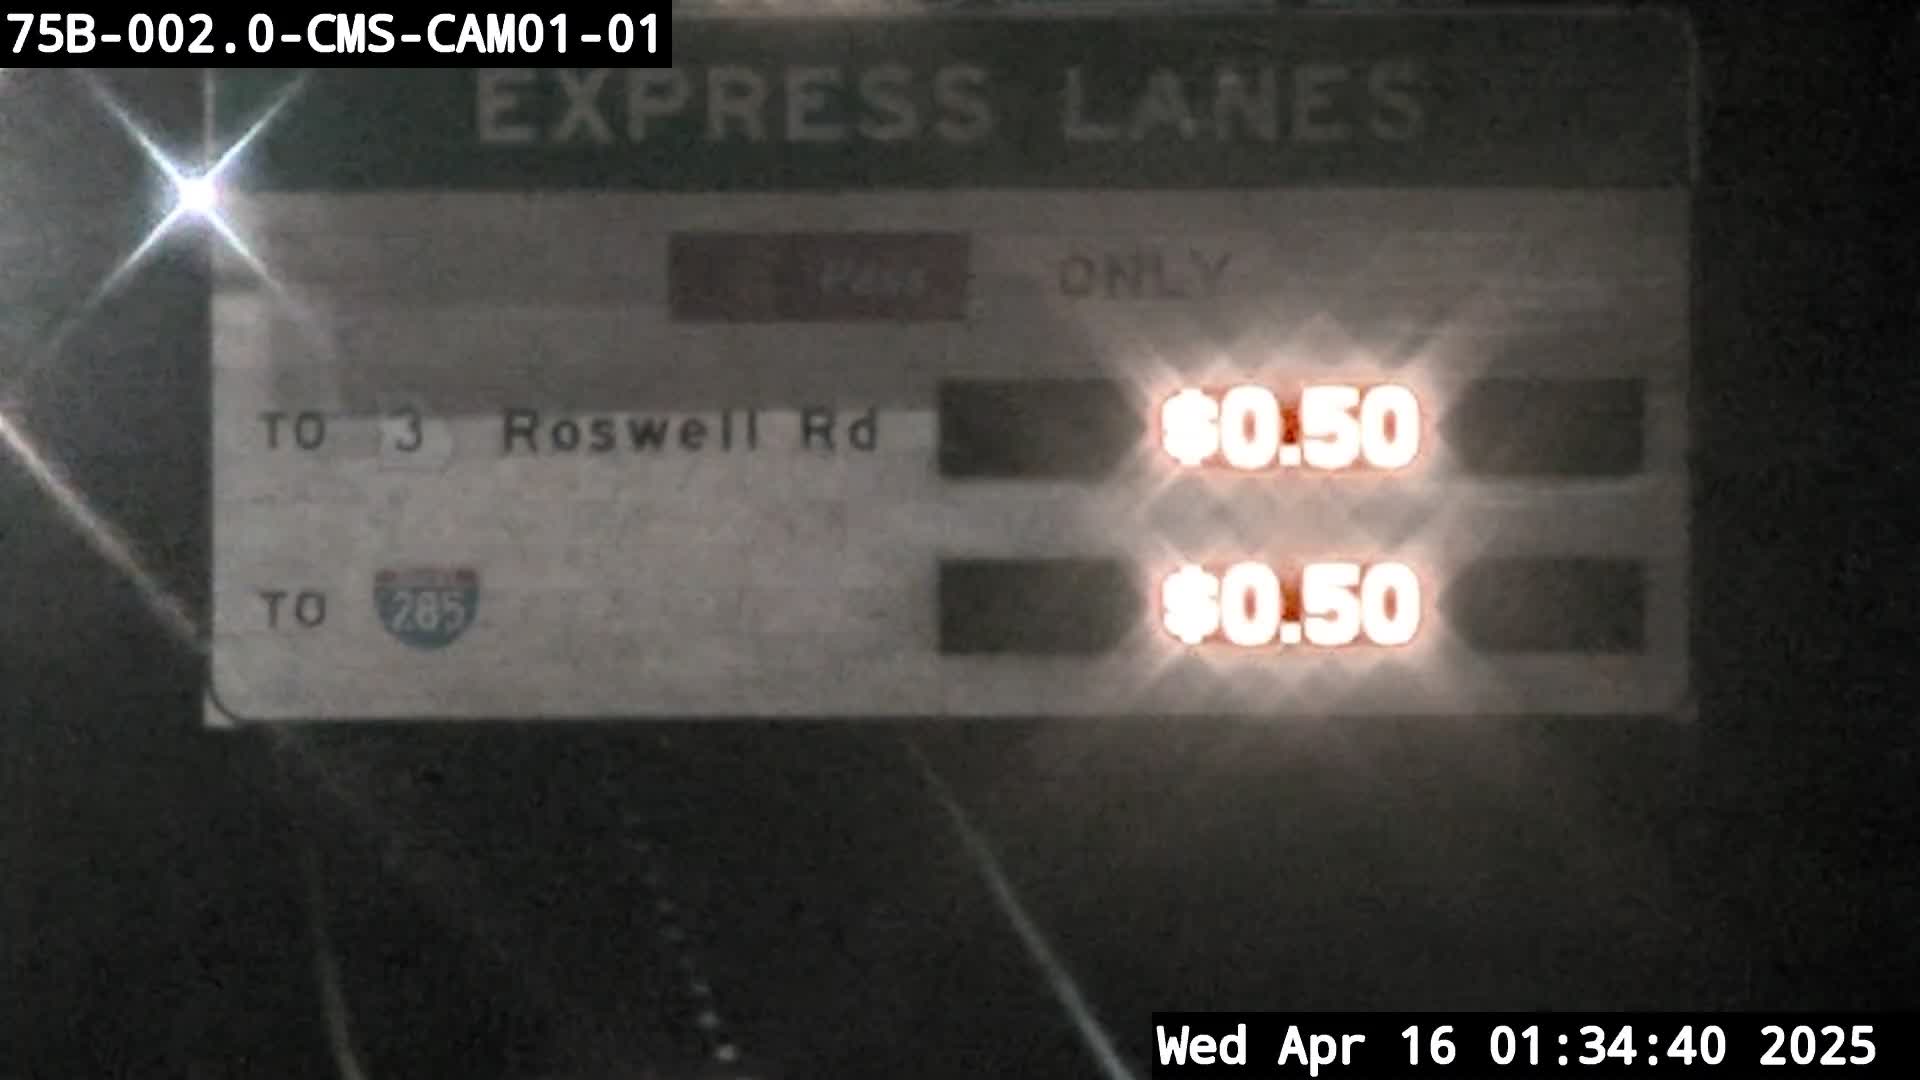 75B-002.0-CMS-CAM01-01
EXPRESS LANES
Pass ONLY
TO 3 Roswell Rd $0.50
TO 285 $0.50
Wed Apr 16 01:34:40 2025